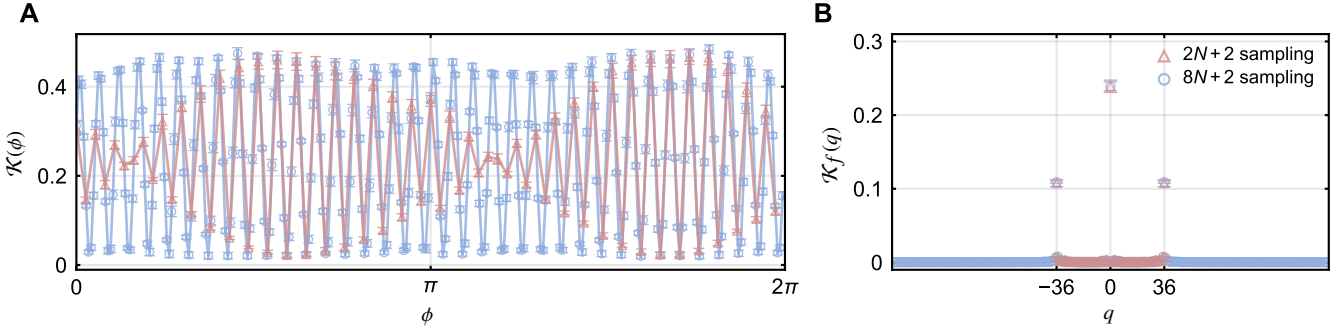 A
𝒦(ϕ)
0.4
0.2
0
0
π
2π
ϕ
B
𝒦f(q)
0.3
0.2
0.1
0
2N + 2 sampling
8N + 2 sampling
−36
0
36
q